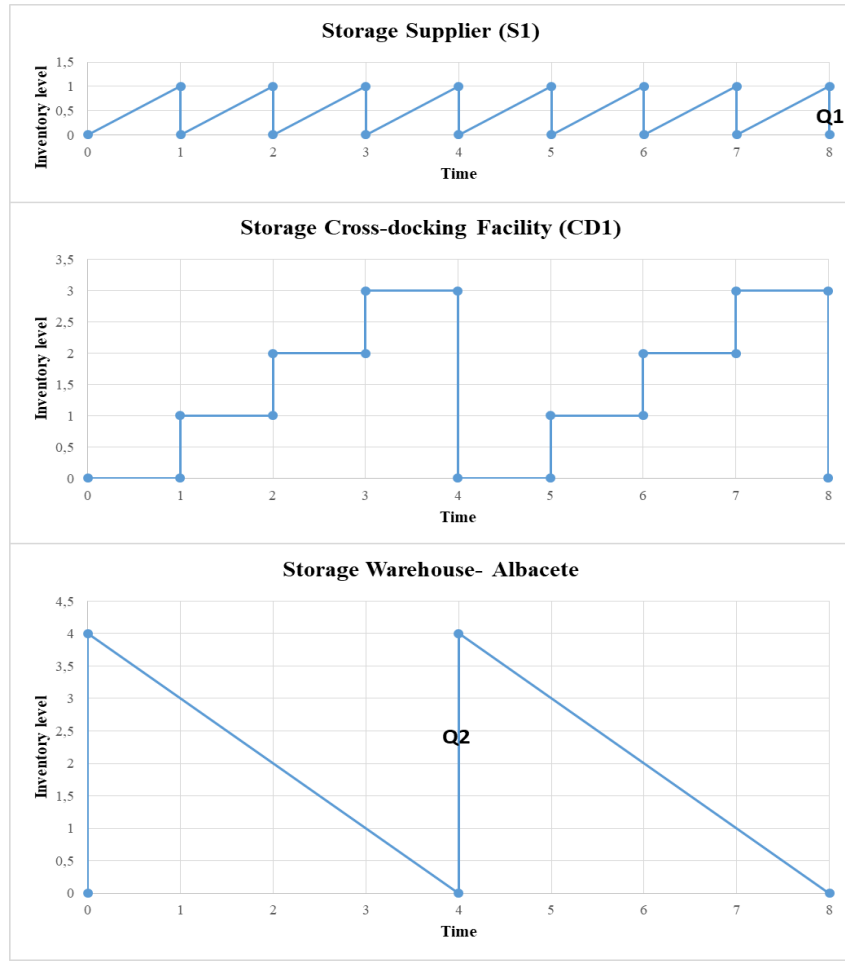 Storage Supplier (S1)
Inventory level
1,5
1
0,5
0
Q1
0 1 2 3 4 5 6 7 8
Time
Storage Cross-docking Facility (CD1)
Inventory level
3,5
3
2,5
2
1,5
1
0,5
0
0 1 2 3 4 5 6 7 8
Time
Storage Warehouse- Albacete
Inventory level
4,5
4
3,5
3
2,5
Q2
2
1,5
1
0,5
0
0 1 2 3 4 5 6 7 8
Time